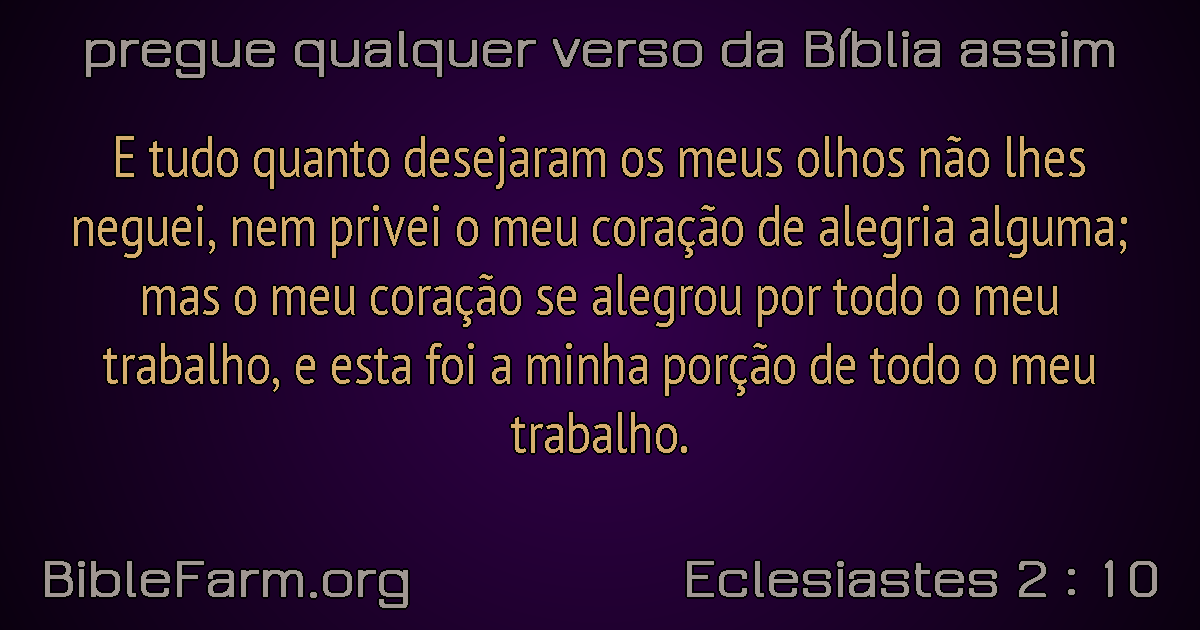 pregue qualquer verso da Bíblia assim
E tudo quanto desejaram os meus olhos não lhes
neguei, nem privei o meu coração de alegria alguma;
mas o meu coração se alegrou por todo o meu
trabalho, e esta foi a minha porção de todo o meu
trabalho.
BibleFarm.org
Eclesiastes 2 : 10